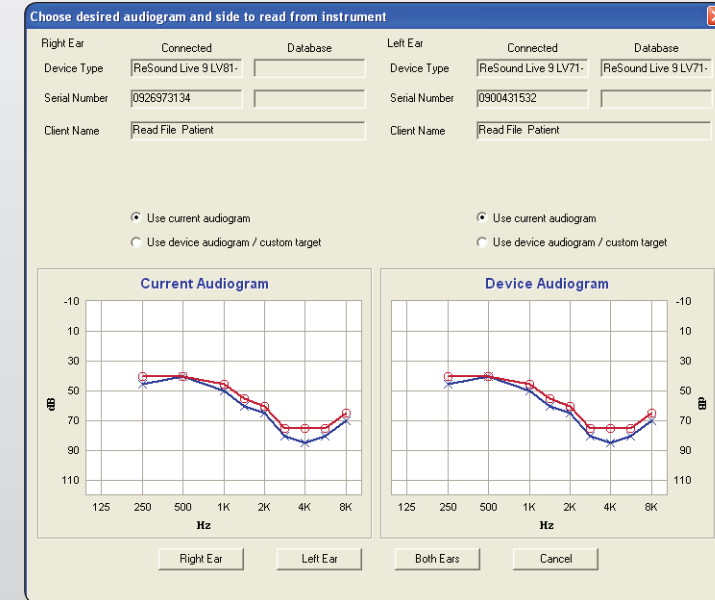 Choose desired audiogram and side to read from instrument
Right Ear
Connected
Database
Device Type
ReSound Live 9 LV81-
Serial Number
0926973134
Client Name
Read File Patient
Use current audiogram
Use device audiogram / custom target
Left Ear
Connected
Database
Device Type
ReSound Live 9 LV71-
ReSound Live 9 LV71-
Serial Number
0900431532
Client Name
Read File Patient
Use current audiogram
Use device audiogram / custom target
Current Audiogram
-10
10
30
50
70
90
110
dB
125 250 500 1K 2K 4K 8K
Hz
Device Audiogram
-10
10
30
50
70
90
110
dB
125 250 500 1K 2K 4K 8K
Hz
Right Ear
Left Ear
Both Ears
Cancel